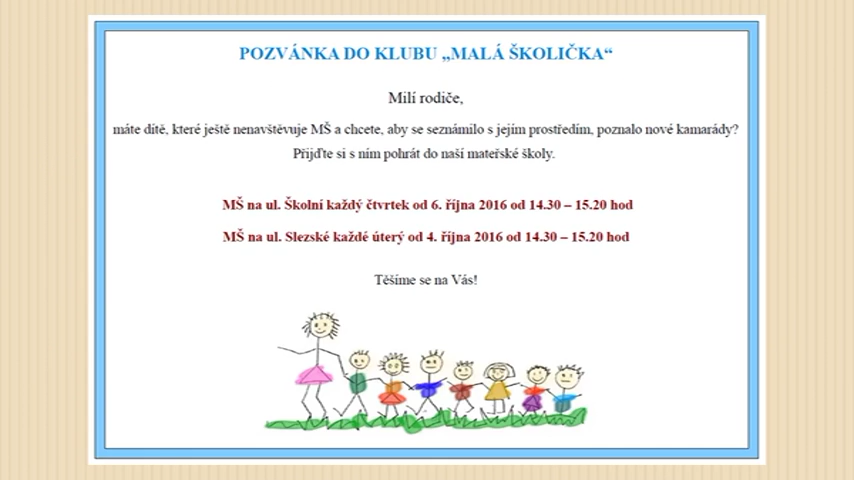 POZVÁNKA DO KLUBU „MALÁ ŠKOLIČKA“
Milí rodiče,
máte dítě, které ještě nenavštěvuje MŠ a chcete, aby se seznámilo s jejím prostředím, poznalo nové kamarády?
Přijďte si s ním pohrát do naší mateřské školy.
MŠ na ul. Školní každý čtvrtek od 6. října 2016 od 14.30 – 15.20 hod
MŠ na ul. Slezské každé úterý od 4. října 2016 od 14.30 – 15.20 hod
Těšíme se na Vás!